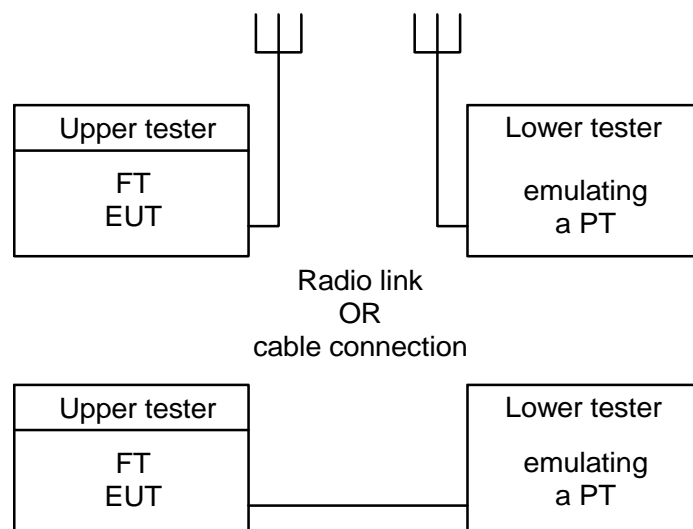 Upper tester
FT
EUT
Lower tester
emulating
a PT
Radio link
OR
cable connection
Upper tester
FT
EUT
Lower tester
emulating
a PT